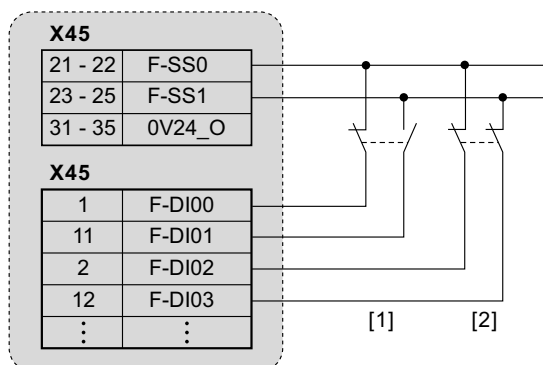 X45
21 - 22 F-SS0
23 - 25 F-SS1
31 - 35 0V24_O
X45
1 F-DI00
11 F-DI01
2 F-DI02
12 F-DI03
⋮ ⋮
[1] [2]